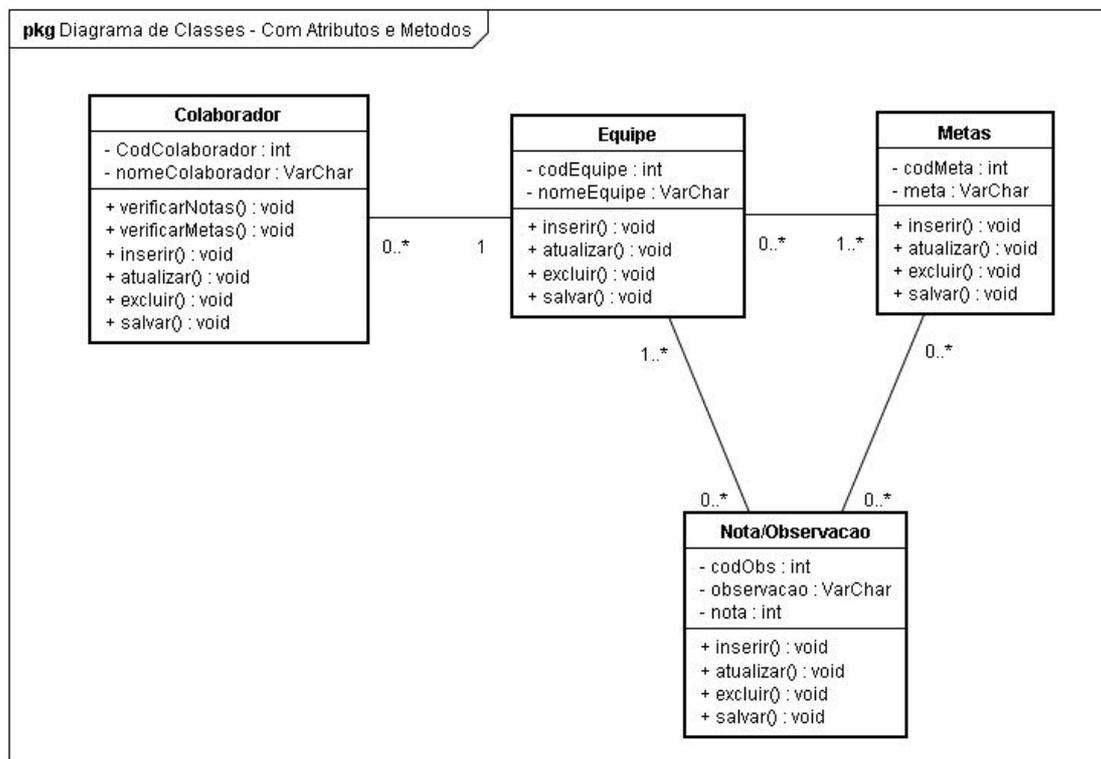 pkg Diagrama de Classes - Com Atributos e Metodos
Colaborador
- CodColaborador : int
- nomeColaborador : VarChar
+ verificarNotas() : void
+ verificarMetas() : void
+ inserir() : void
+ atualizar() : void
+ excluir() : void
+ salvar() : void
0..*
1
Equipe
- codEquipe : int
- nomeEquipe : VarChar
+ inserir() : void
+ atualizar() : void
+ excluir() : void
+ salvar() : void
0..*
1..*
Metas
- codMeta : int
- meta : VarChar
+ inserir() : void
+ atualizar() : void
+ excluir() : void
+ salvar() : void
1..*
0..*
0..*
0..*
Nota/Observacao
- codObs : int
- observacao : VarChar
- nota : int
+ inserir() : void
+ atualizar() : void
+ excluir() : void
+ salvar() : void